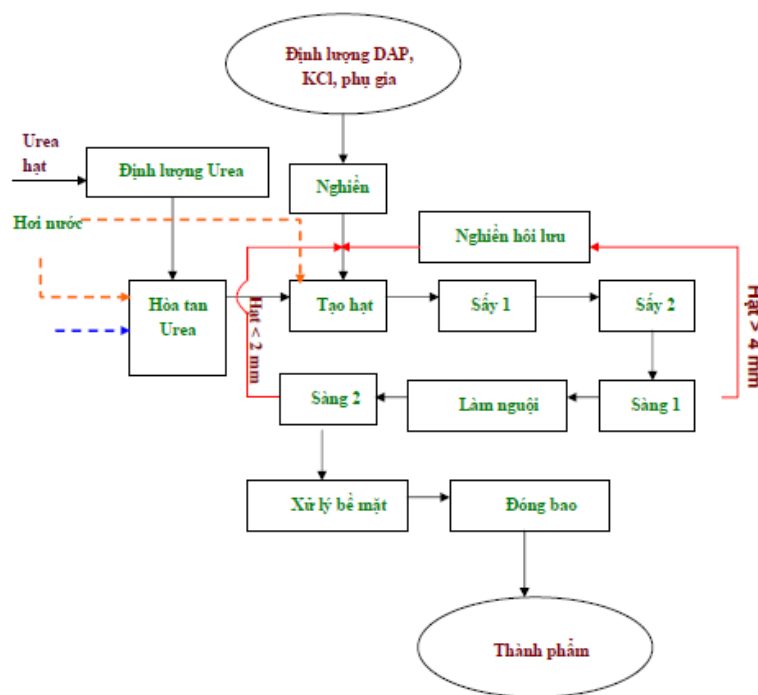 Định lượng DAP,
KCl, phụ gia
Urea
hạt
Định lượng Urea
Nghiền
Hơi nước
Nghiền hồi lưu
Hòa tan
Urea
Tạo hạt
Sấy 1
Sấy 2
Hạt < 2 mm
Hạt > 4 mm
Sàng 2
Làm nguội
Sàng 1
Xử lý bề mặt
Đóng bao
Thành phẩm